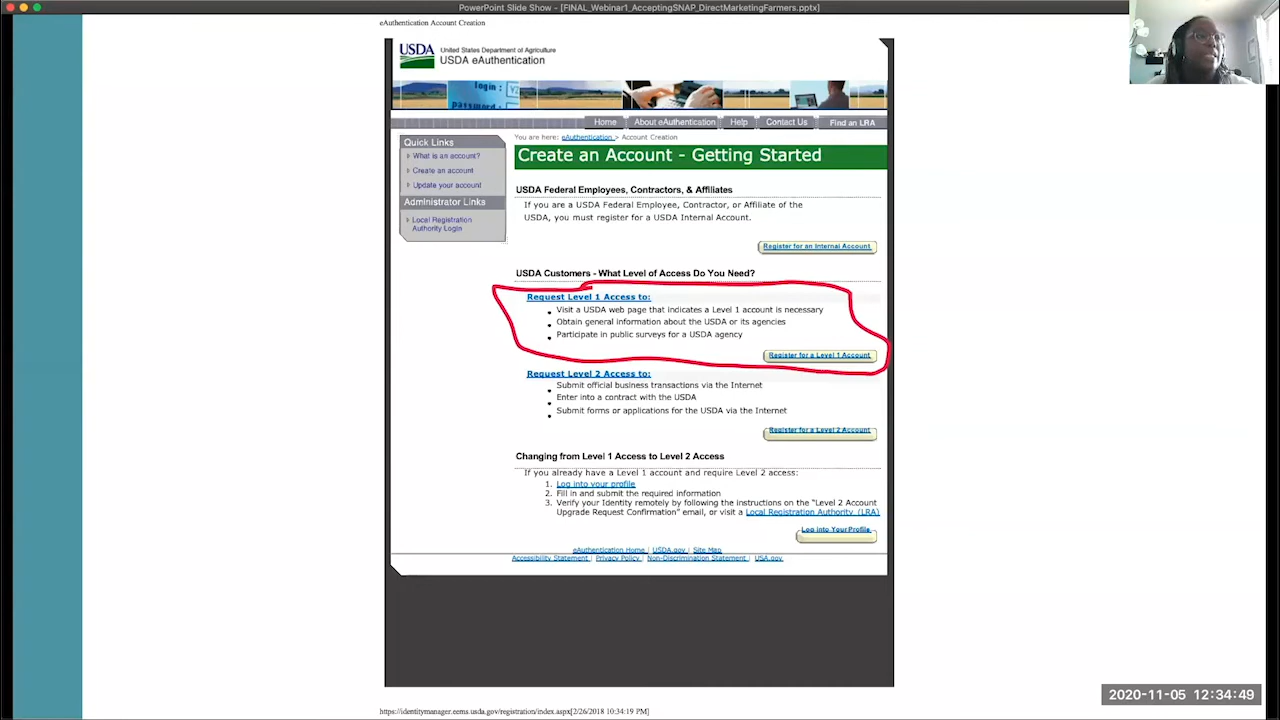 PowerPoint Slide Show - [FINAL_Webinar1_AcceptingSNAP_DirectMarketingFarmers.pptx]
eAuthentication Account Creation
USDA
United States Department of Agriculture
USDA eAuthentication
login :
password :
Home
About eAuthentication
Help
Contact Us
Find an LRA
Quick Links
What is an account?
Create an account
Update your account
Administrator Links
Local Registration
Authority Login
You are here: eAuthentication > Account Creation
Create an Account - Getting Started
USDA Federal Employees, Contractors, & Affiliates
If you are a USDA Federal Employee, Contractor, or Affiliate of the
USDA, you must register for a USDA Internal Account.
Register for an Internal Account
USDA Customers - What Level of Access Do You Need?
Request Level 1 Access to:
Visit a USDA web page that indicates a Level 1 account is necessary
Obtain general information about the USDA or its agencies
Participate in public surveys for a USDA agency
Register for a Level 1 Account
Request Level 2 Access to:
Submit official business transactions via the Internet
Enter into a contract with the USDA
Submit forms or applications for the USDA via the Internet
Register for a Level 2 Account
Changing from Level 1 Access to Level 2 Access
If you already have a Level 1 account and require Level 2 access:
1. Log into your profile
2. Fill in and submit the required information
3. Verify your Identity remotely by following the instructions on the "Level 2 Account
Upgrade Request Confirmation" email, or visit a Local Registration Authority (LRA)
Log into Your Profile
eAuthentication Home | USDA.gov | Site Map
Accessibility Statement | Privacy Policy | Non-Discrimination Statement | USA.gov
https://identitymanager.eems.usda.gov/registration/index.aspx[2/26/2018 10:34:19 PM]
2020-11-05 12:34:49